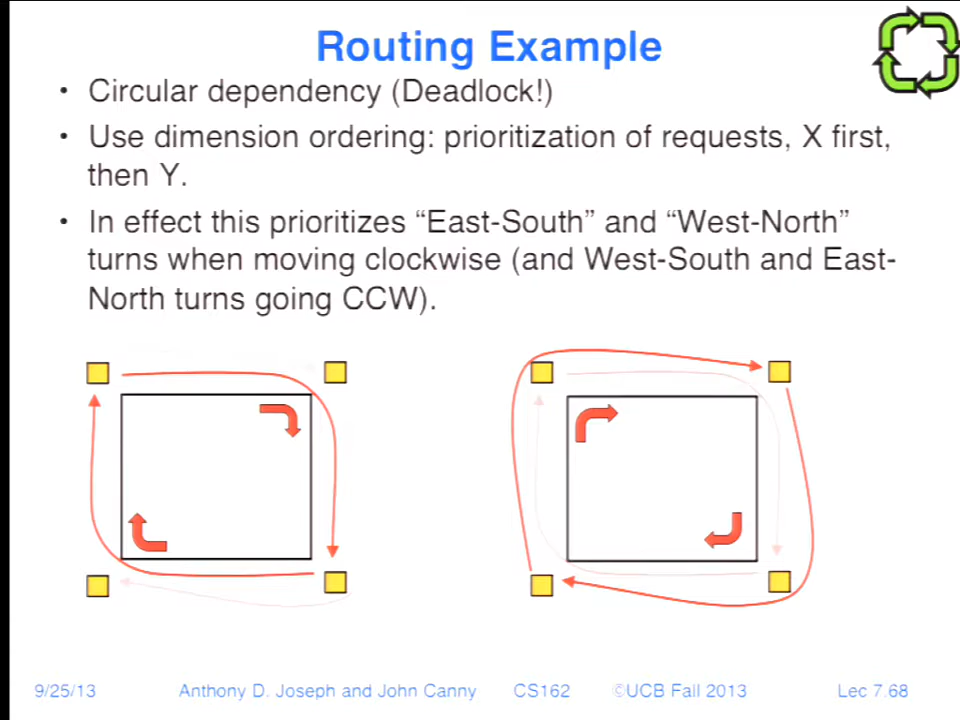 Routing Example
• Circular dependency (Deadlock!)
• Use dimension ordering: prioritization of requests, X first,
then Y.
• In effect this prioritizes “East-South” and “West-North”
turns when moving clockwise (and West-South and East-
North turns going CCW).
9/25/13 Anthony D. Joseph and John Canny CS162 ©UCB Fall 2013 Lec 7.68